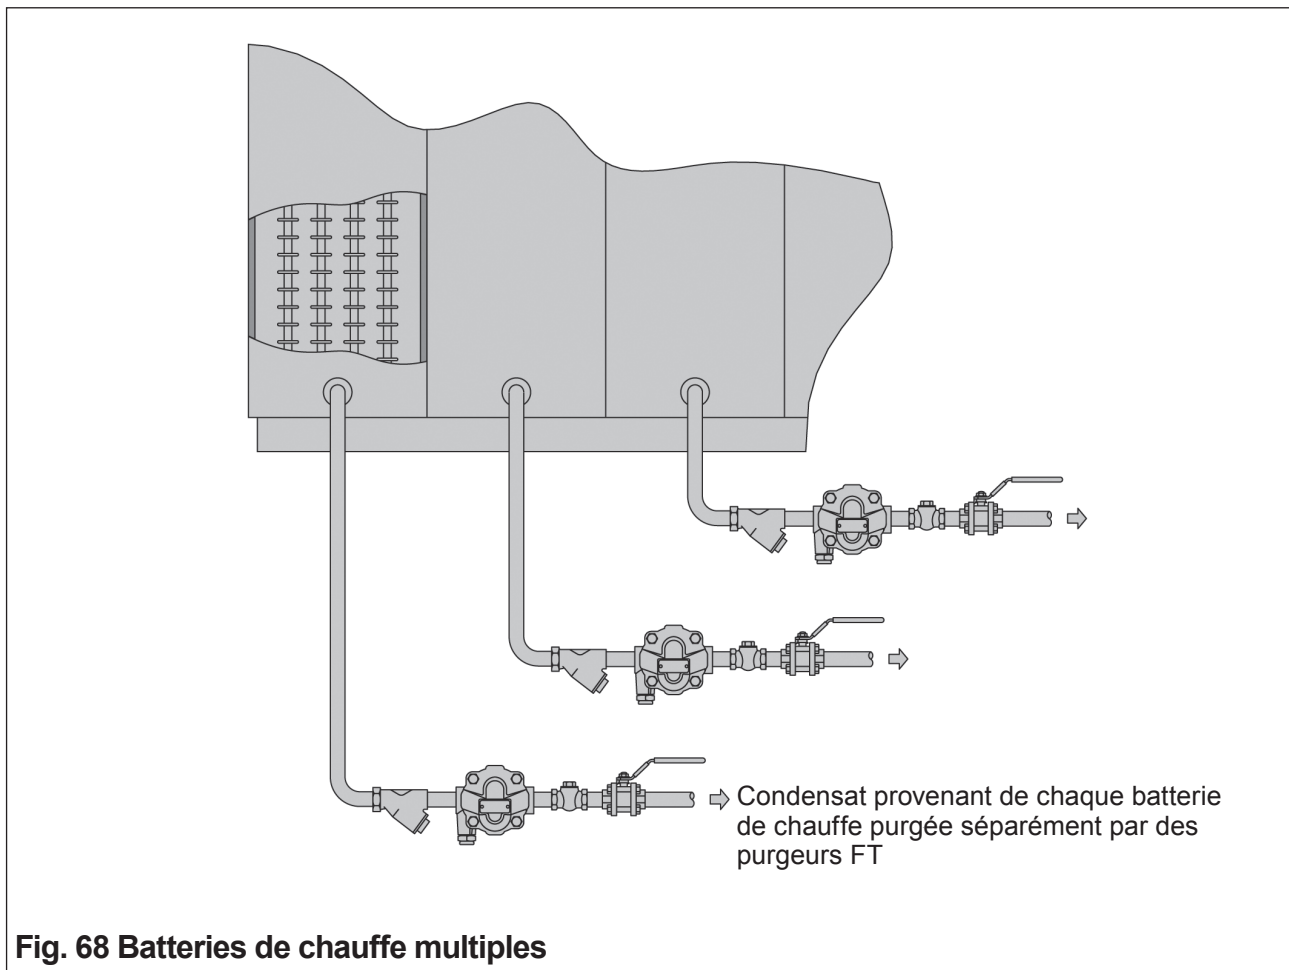 Condensat provenant de chaque batterie
de chauffe purgée séparément par des
purgeurs FT
Fig. 68 Batteries de chauffe multiples